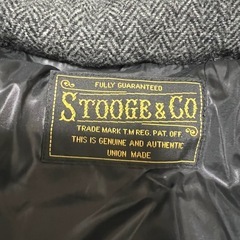 FULLY GUARANTEED
STOOGE & CO
TRADE MARK T.M REG. PAT. OFF.
THIS IS GENUINE AND AUTHENTIC
UNION MADE